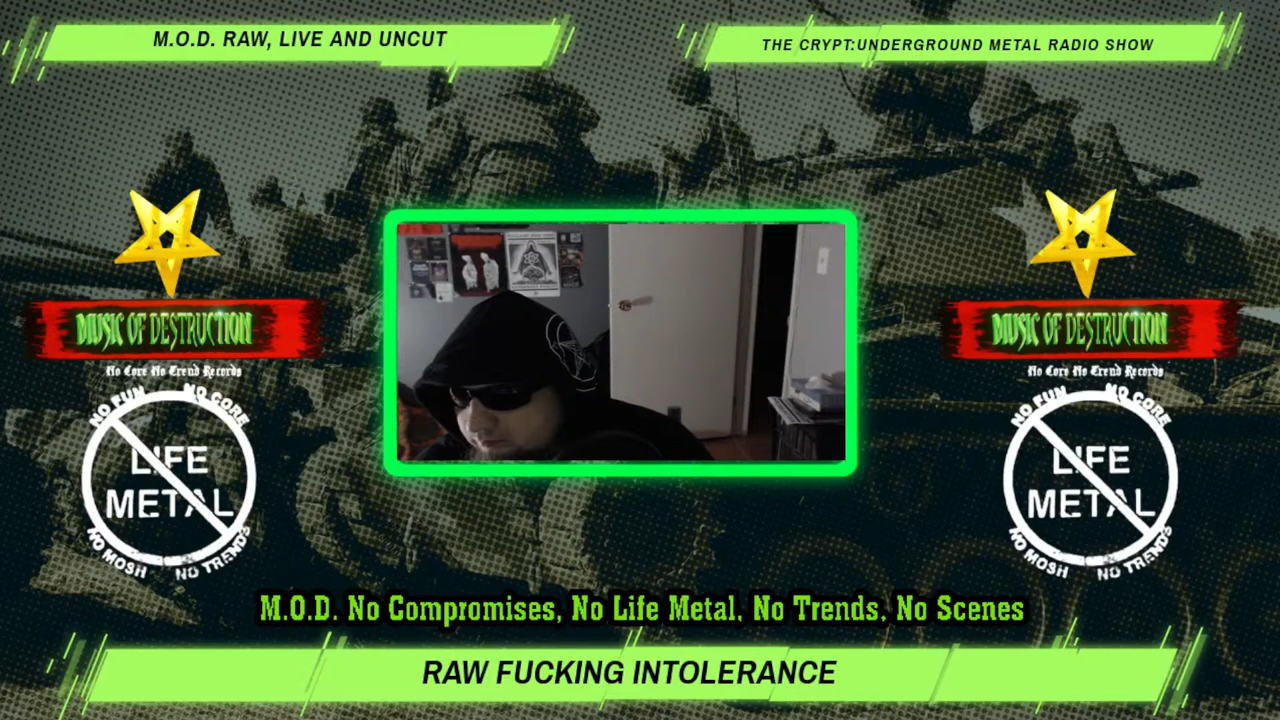 M.O.D. RAW, LIVE AND UNCUT
THE CRYPT:UNDERGROUND METAL RADIO SHOW
MUSIC OF DESTRUCTION
No Core No Trend Records
NO FUN NO CORE
LIFE
METAL
NO MOSH NO TRENDS
MUSIC OF DESTRUCTION
No Core No Trend Records
NO FUN NO CORE
LIFE
METAL
NO MOSH NO TRENDS
M.O.D. No Compromises, No Life Metal, No Trends, No Scenes
RAW FUCKING INTOLERANCE